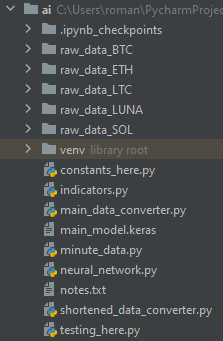 ai C:\Users\roman\PycharmProjec
.ipynb_checkpoints
raw_data_BTC
raw_data_ETH
raw_data_LTC
raw_data_LUNA
raw_data_SOL
venv library root
constants_here.py
indicators.py
main_data_converter.py
main_model.keras
minute_data.py
neural_network.py
notes.txt
shortened_data_converter.py
testing_here.py